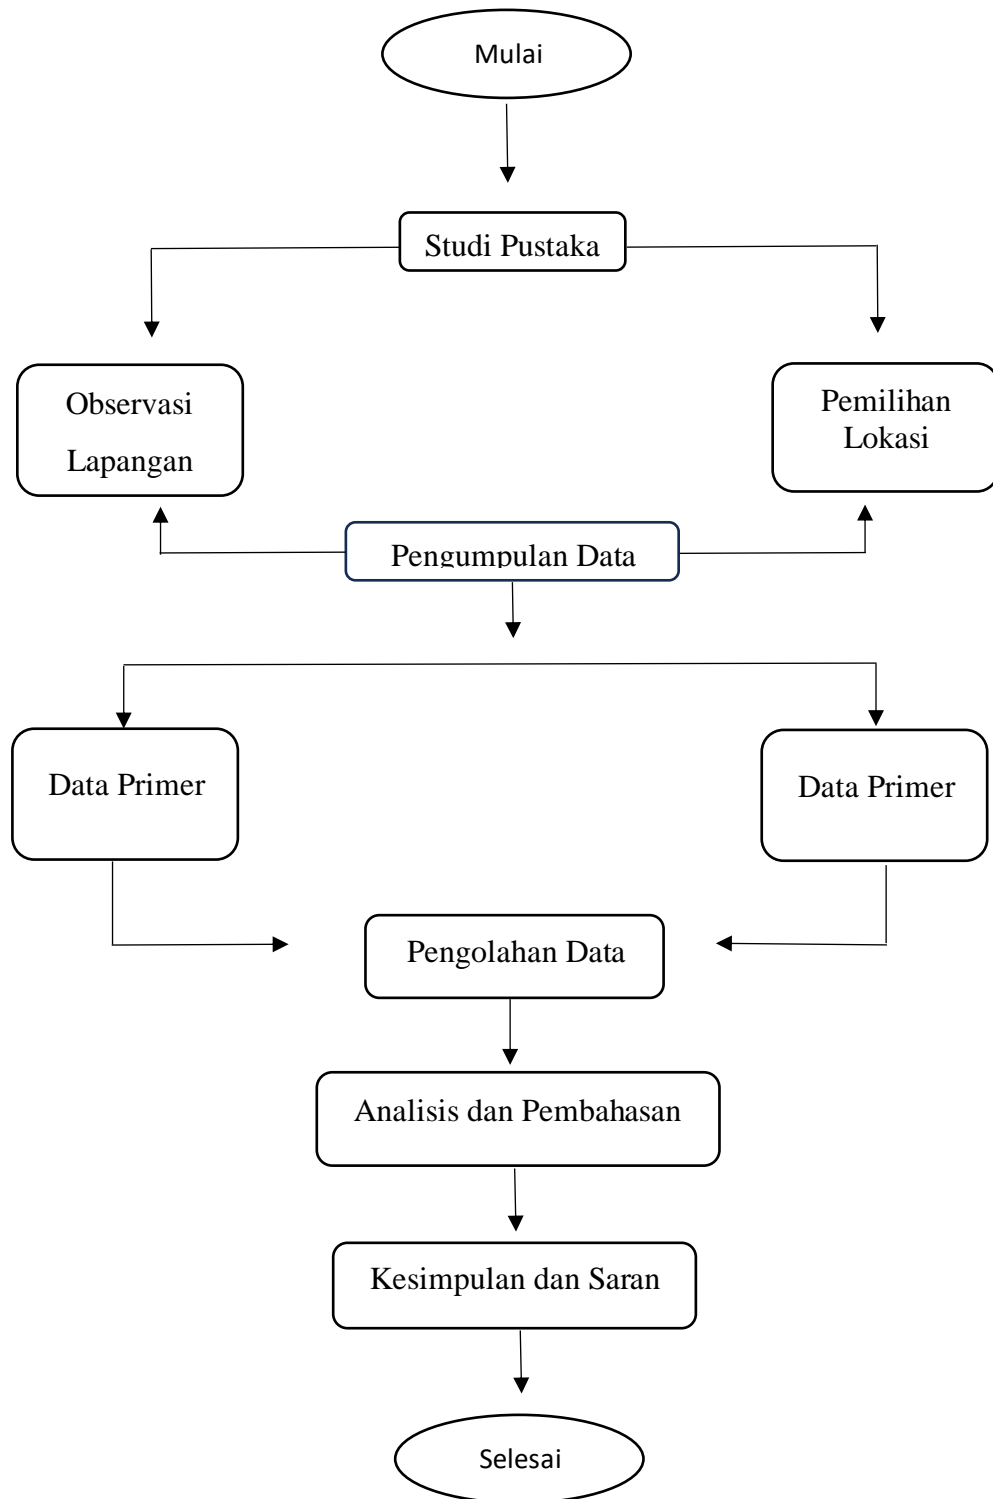 Mulai
Studi Pustaka
Observasi
Lapangan
Pemilihan
Lokasi
Pengumpulan Data
Data Primer
Data Primer
Pengolahan Data
Analisis dan Pembahasan
Kesimpulan dan Saran
Selesai